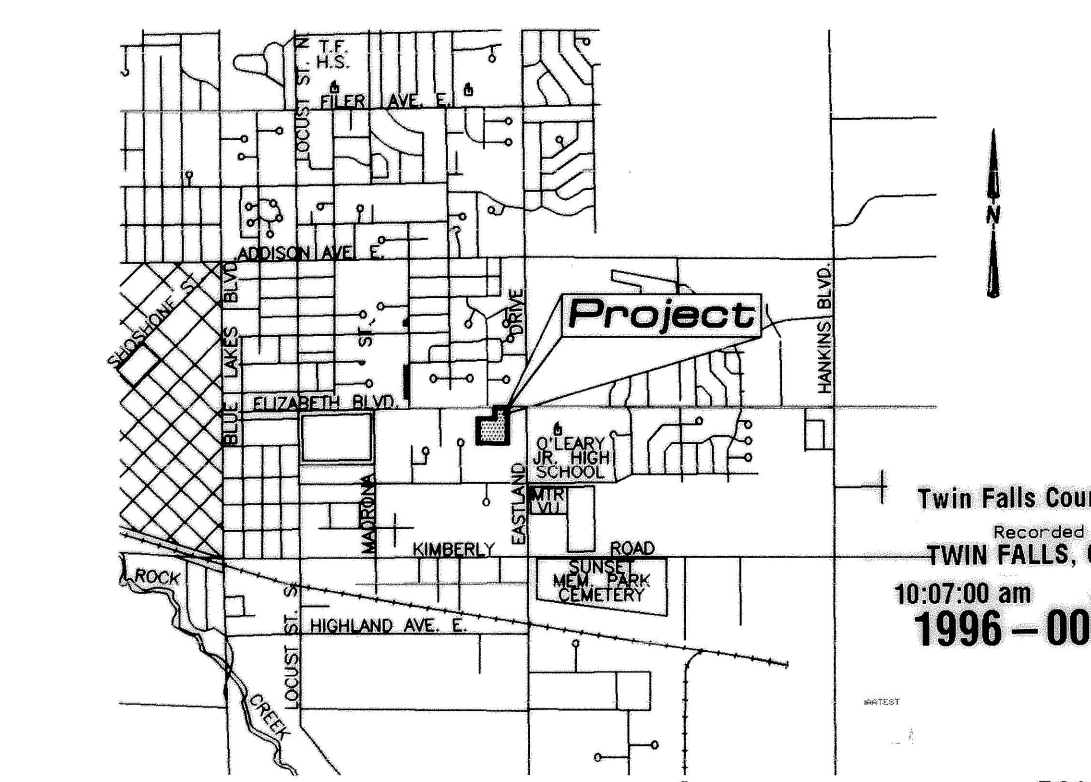 T.F.
H.S.
LOCUST ST. N.
FILER AVE. E.
ADDISON AVE. E.
SHOSHONE ST.
BLUE LAKES BLVD.
ST.
DRIVE
Project
HANKINS BLVD.
N
ELIZABETH BLVD.
O'LEARY
JR. HIGH
SCHOOL
MADRONA
EASTLAND
MTR
VU
KIMBERLY ROAD
SUNSET
MEM. PARK
CEMETERY
ROCK
CREEK
LOCUST ST. S.
HIGHLAND AVE. E.
Twin Falls Cou
Recorded
TWIN FALLS,
10:07:00 am
1996-00